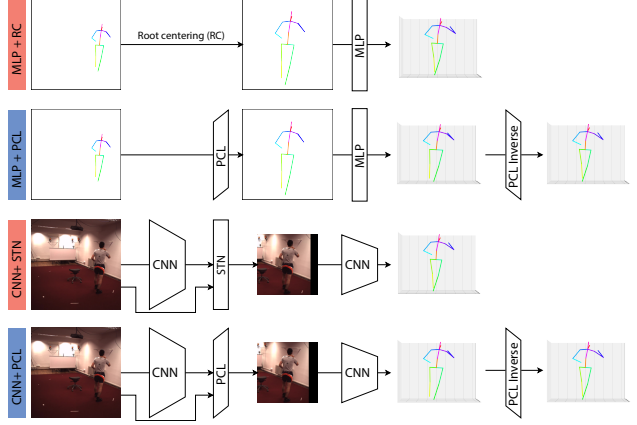 MLP + RC
Root centering (RC)
MLP
MLP + PCL
PCL
MLP
PCL Inverse
CNN+ STN
CNN
STN
CNN
CNN+ PCL
CNN
PCL
CNN
PCL Inverse